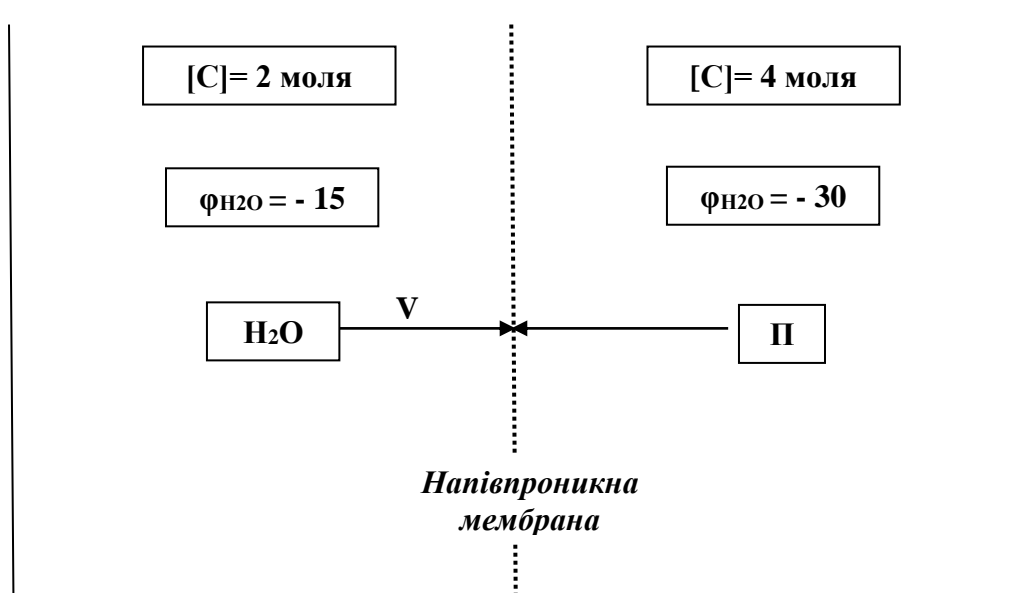 [C]= 2 моля
[C]= 4 моля
φH2O = - 15
φH2O = - 30
V
H2O
П
Напівпроникна
мембрана